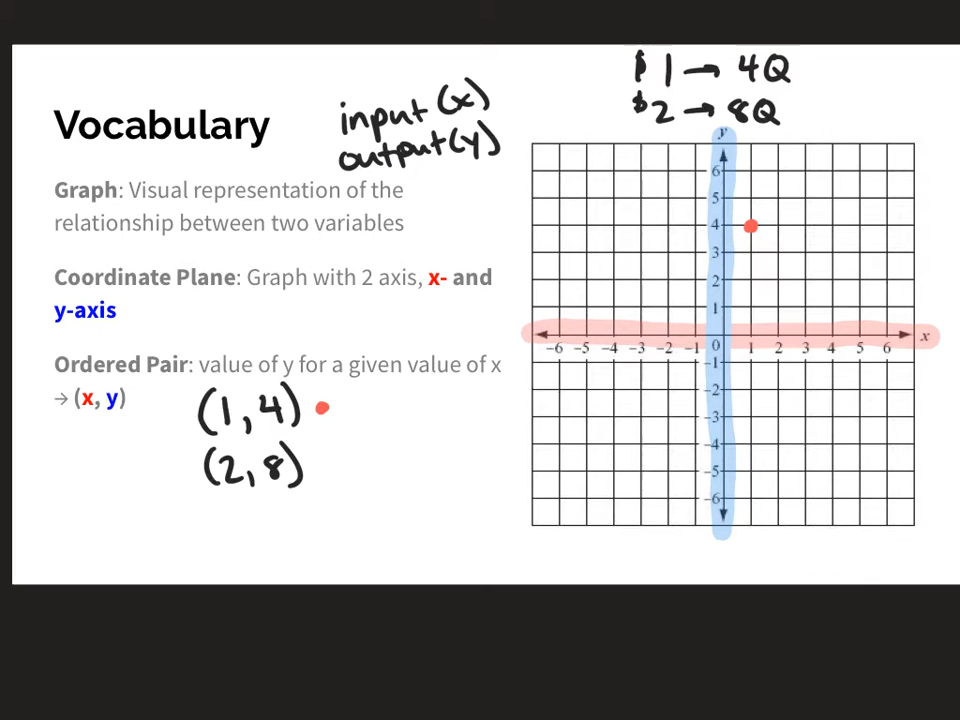 Vocabulary
input (x)
output (y)
Graph: Visual representation of the
relationship between two variables
Coordinate Plane: Graph with 2 axis, x- and
y-axis
Ordered Pair: value of y for a given value of x
→ (x, y)
(1, 4)
(2, 8)
$ 1 → 4Q
$ 2 → 8Q
y
6
5
4
3
2
1
-6 -5 -4 -3 -2 -1 0 1 2 3 4 5 6 x
-1
-2
-3
-4
-5
-6